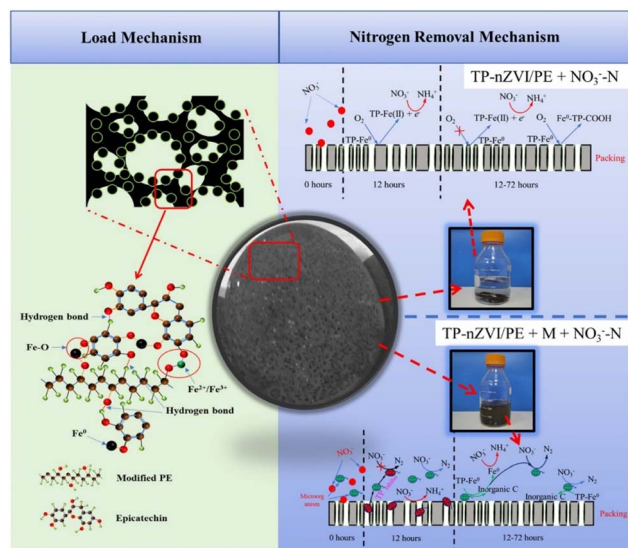 Load Mechanism
Nitrogen Removal Mechanism
TP-nZVI/PE + NO₃⁻-N
NO₃⁻
O₂
TP-Fe(II) + e⁻
NO₃⁻
NH₄⁺
O₂
TP-Fe(II) + e⁻
NO₃⁻
NH₄⁺
O₂
Fe⁰-TP-COOH
TP-Fe⁰
TP-Fe⁰
TP-Fe⁰
Packing
0 hours
12 hours
12-72 hours
Hydrogen bond
Fe-O
Fe²⁺/Fe³⁺
Hydrogen bond
Fe⁰
Modified PE
Epicatechin
TP-nZVI/PE + M + NO₃⁻-N
NO₃⁻
NO₃⁻
N₂
NO₃⁻
N₂
NO₃⁻
NH₄⁺
NO₃⁻
NH₄⁺
Fe⁰
NO₃⁻
N₂
NO₃⁻
N₂
TP-Fe⁰
Inorganic C
Inorganic C
TP-Fe⁰
Packing
0 hours
12 hours
12-72 hours